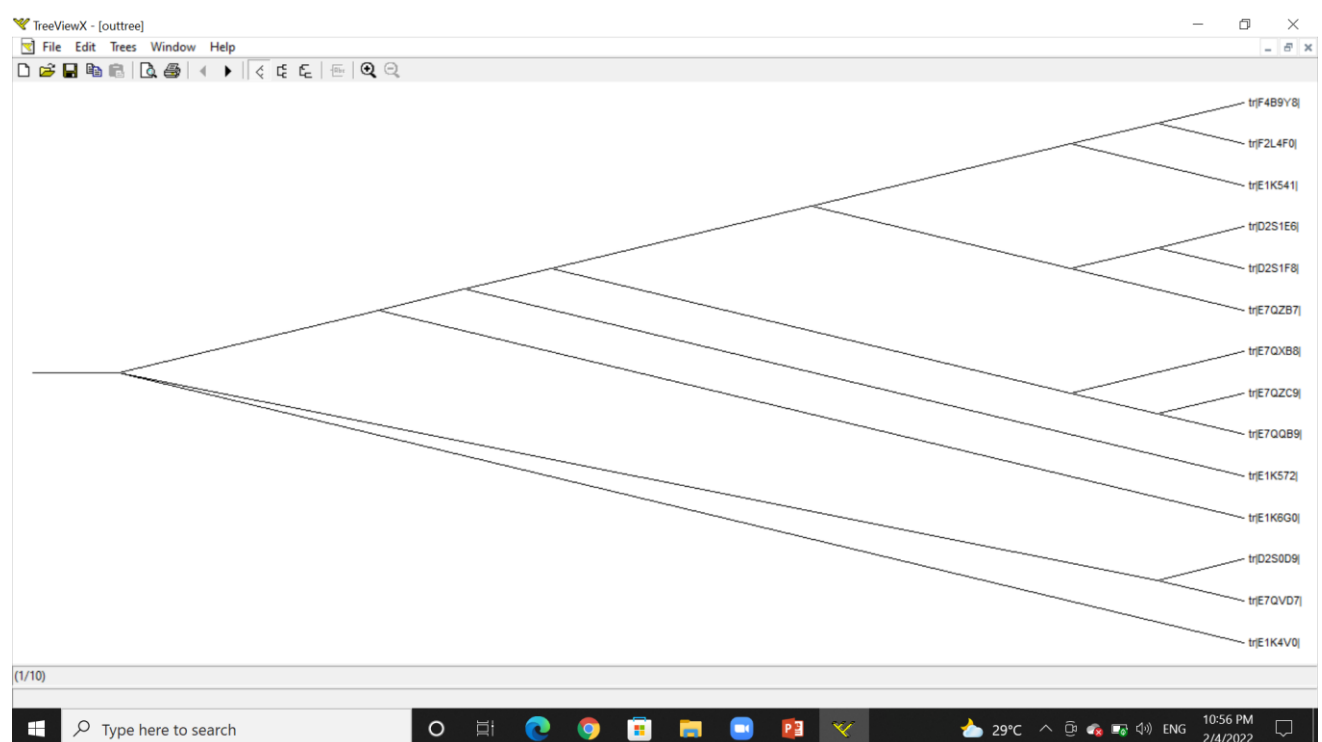 TreeViewX - [outtree]
File Edit Trees Window Help
tr|F4B9Y8|
tr|F2L4F0|
tr|E1K541|
tr|D2S1E6|
tr|D2S1F8|
tr|E7QZB7|
tr|E7QXB8|
tr|E7QZC9|
tr|E7QQB9|
tr|E1K572|
tr|E1K6G0|
tr|D2S0D9|
tr|E7QVD7|
tr|E1K4V0|
(1/10)
Type here to search
29°C ENG 10:56 PM
2/4/2022